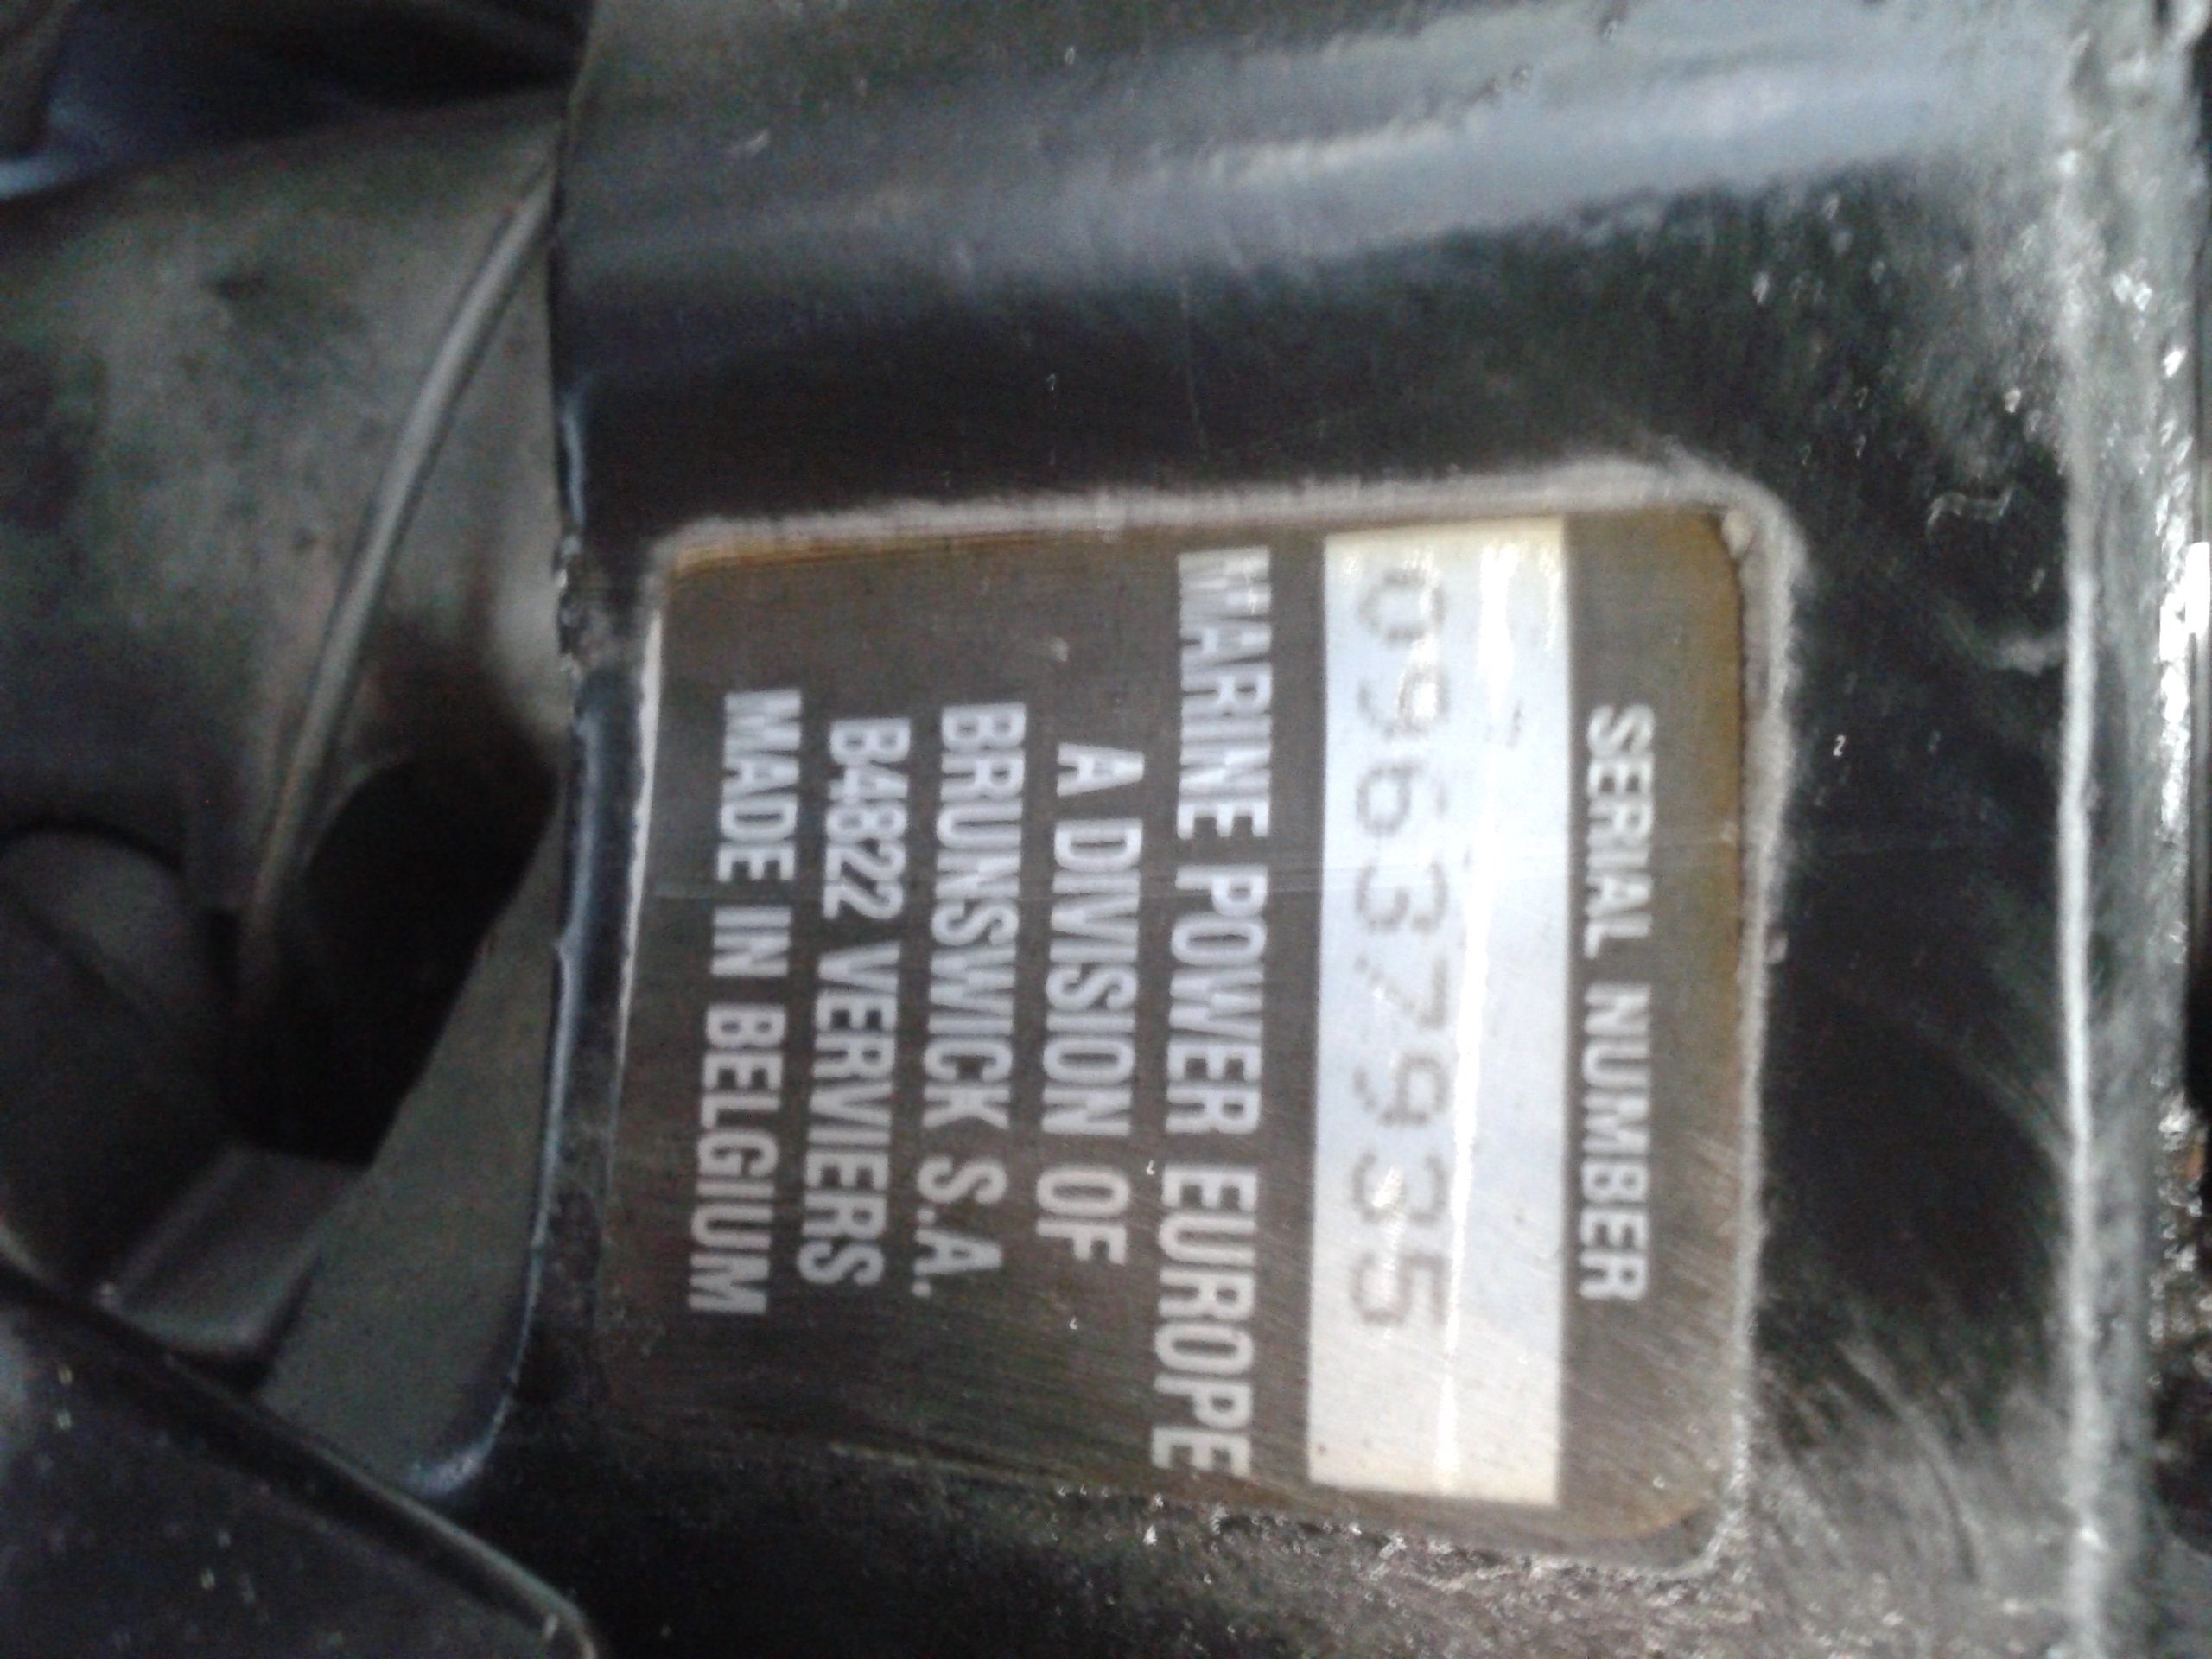 SERIAL NUMBER
09637935
MARINE POWER EUROPE
A DIVISION OF
BRUNSWICK S.A.
B4822 VERVIERS
MADE IN BELGIUM